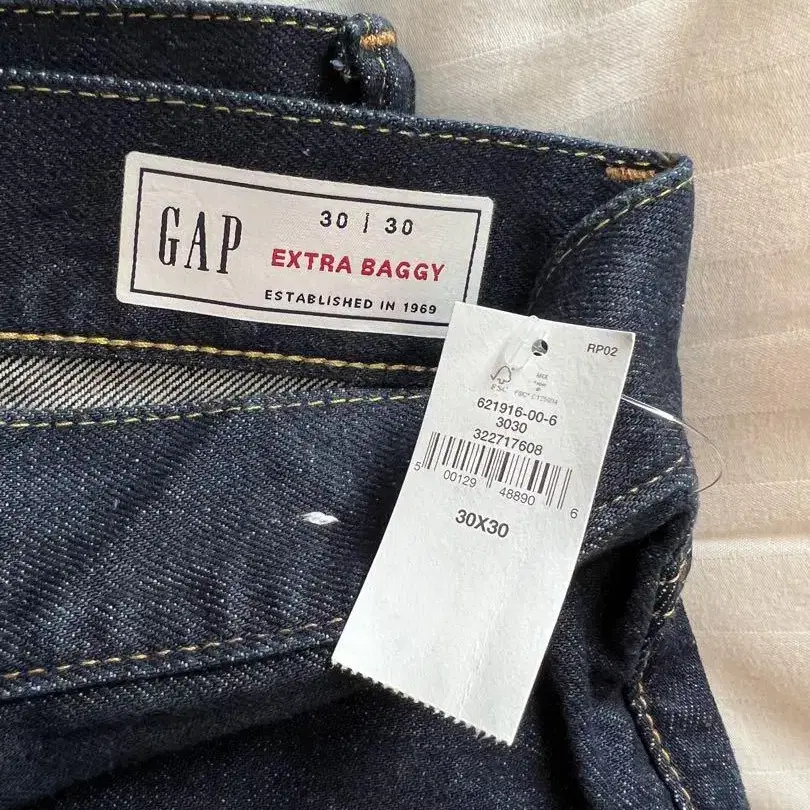 GAP
30 | 30
EXTRA BAGGY
ESTABLISHED IN 1969
RP02
FSC
621916-00-6
3030
322717608
5 00129 48890 6
30X30